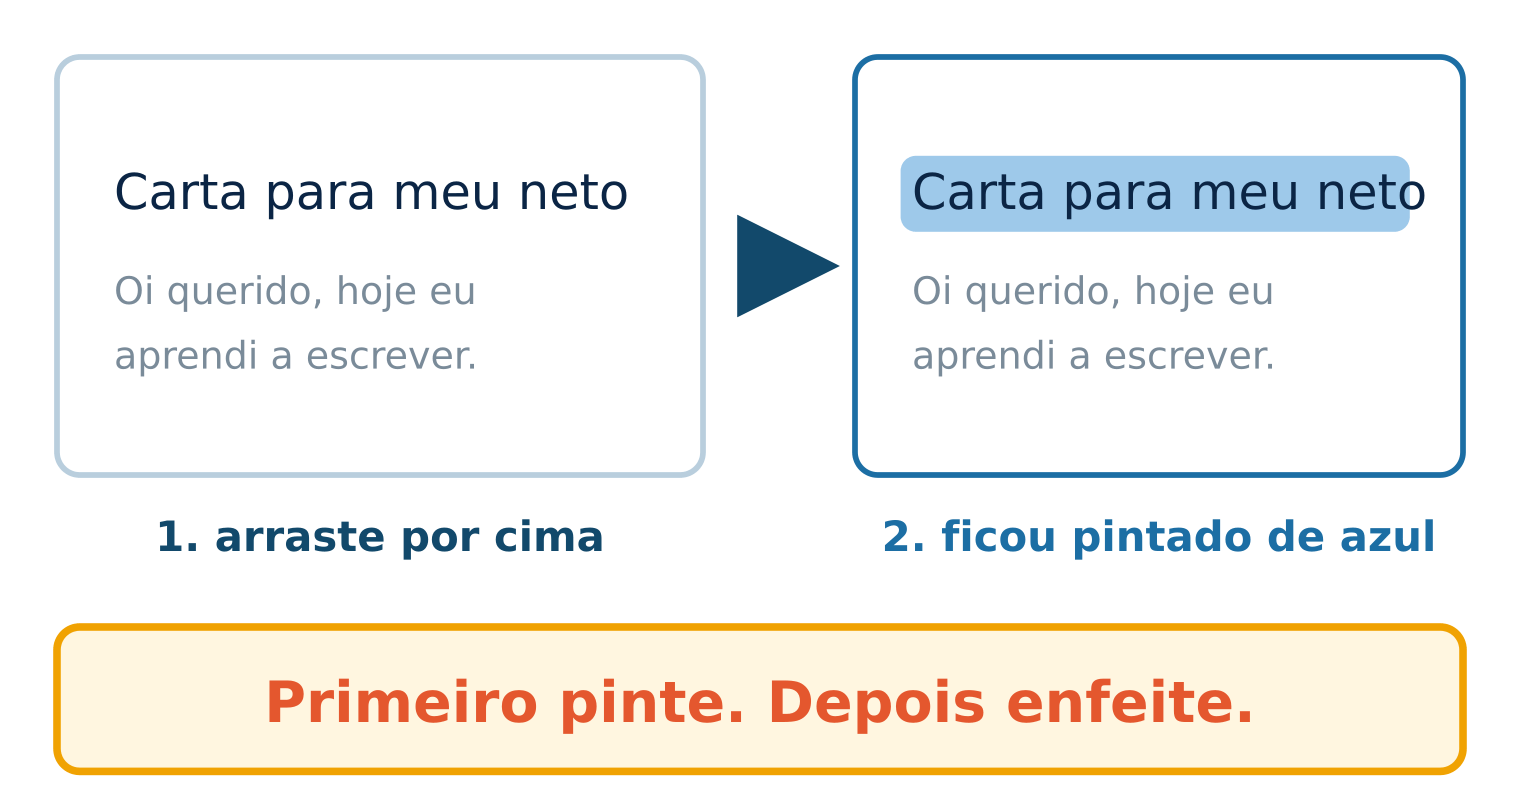 Carta para meu neto
Oi querido, hoje eu
aprendi a escrever.
1. arraste por cima
Carta para meu neto
Oi querido, hoje eu
aprendi a escrever.
2. ficou pintado de azul
Primeiro pinte. Depois enfeite.